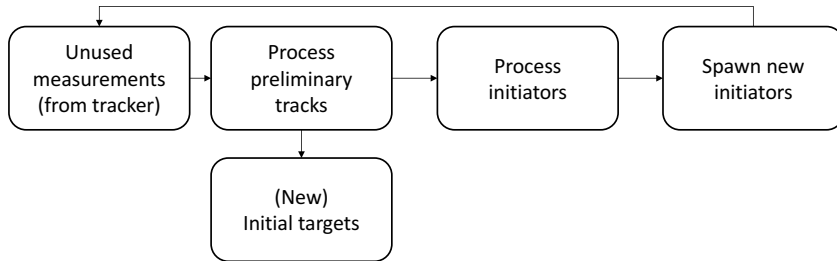 Unused
measurements
(from tracker)
Process
preliminary
tracks
Process
initiators
Spawn new
initiators
(New)
Initial targets